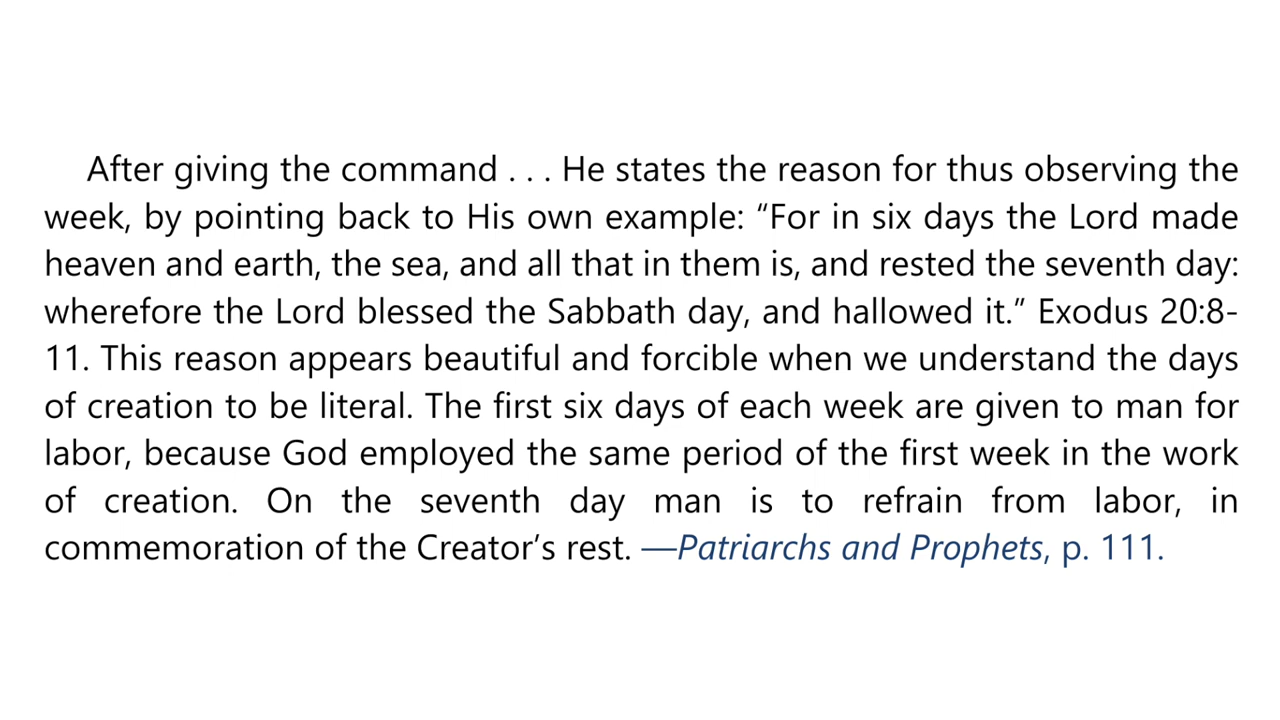 After giving the command . . . He states the reason for thus observing the
week, by pointing back to His own example: “For in six days the Lord made
heaven and earth, the sea, and all that in them is, and rested the seventh day:
wherefore the Lord blessed the Sabbath day, and hallowed it.” Exodus 20:8-
11. This reason appears beautiful and forcible when we understand the days
of creation to be literal. The first six days of each week are given to man for
labor, because God employed the same period of the first week in the work
of creation. On the seventh day man is to refrain from labor, in
commemoration of the Creator’s rest. —Patriarchs and Prophets, p. 111.